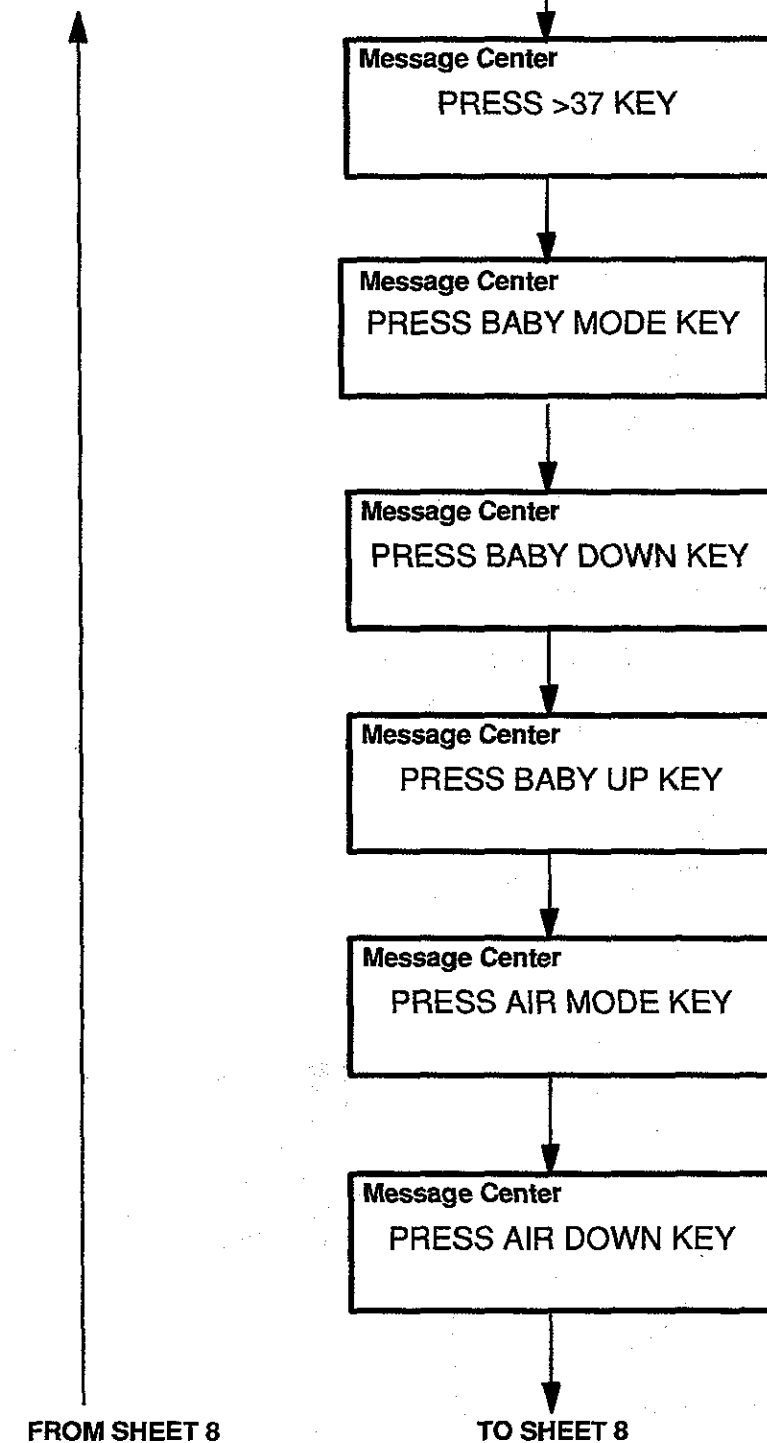 Message Center
PRESS >37 KEY
Message Center
PRESS BABY MODE KEY
Message Center
PRESS BABY DOWN KEY
Message Center
PRESS BABY UP KEY
Message Center
PRESS AIR MODE KEY
Message Center
PRESS AIR DOWN KEY
FROM SHEET 8
TO SHEET 8